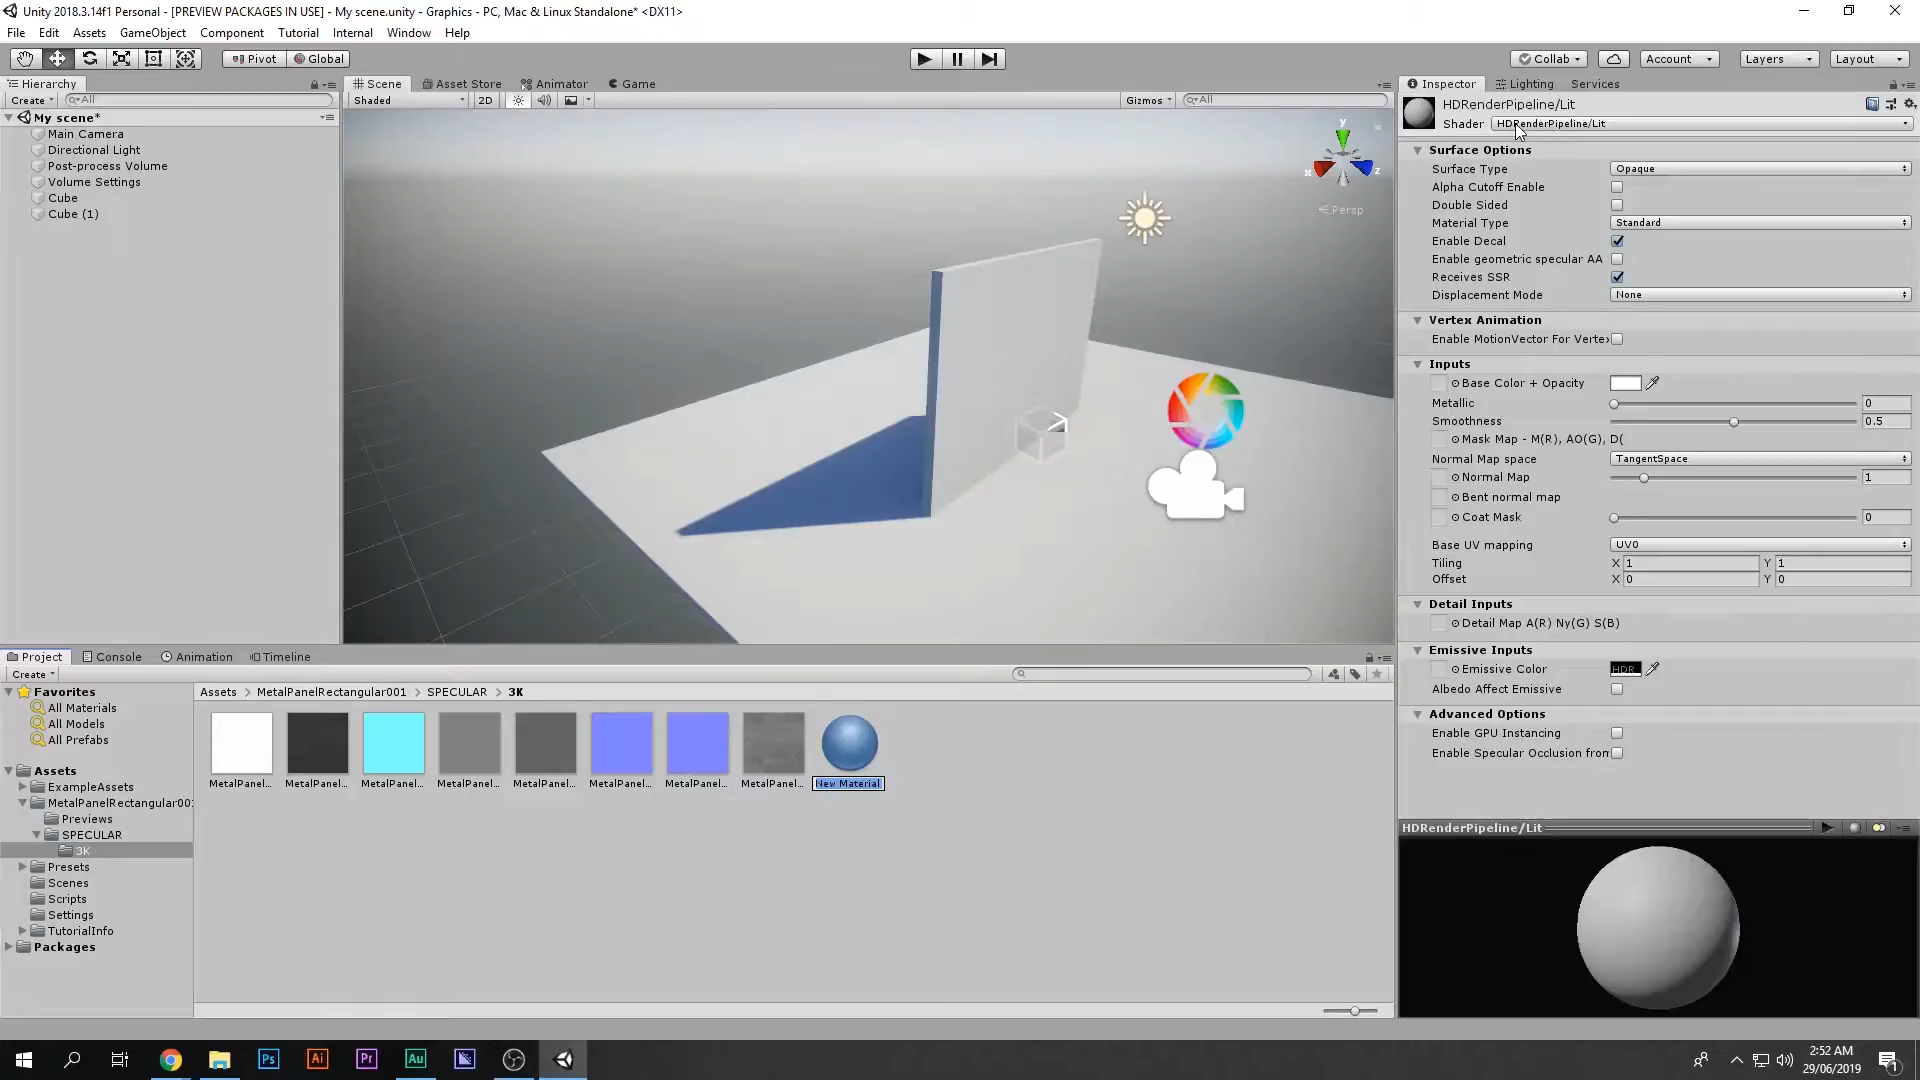 Unity 2018.3.14f1 Personal - [PREVIEW PACKAGES IN USE] - My scene.unity - Graphics - PC, Mac & Linux Standalone* <DX11>
File Edit Assets GameObject Component Tutorial Internal Window Help
Pivot Global Collab Account Layers Layout
Hierarchy
Create All
My scene*
Main Camera
Directional Light
Post-process Volume
Volume Settings
Cube
Cube (1)
Scene Asset Store Animator Game
Shaded 2D Gizmos All
y
x z
Persp
Inspector Lighting Services
HDRenderPipeline/Lit
Shader HDRenderPipeline/Lit
Surface Options
Surface Type Opaque
Alpha Cutoff Enable
Double Sided
Material Type Standard
Enable Decal
Enable geometric specular AA
Receives SSR
Displacement Mode None
Vertex Animation
Enable MotionVector For Vertex
Inputs
Base Color + Opacity
Metallic 0
Smoothness 0.5
Mask Map - M(R), AO(G), D(
Normal Map space TangentSpace
Normal Map 1
Bent normal map
Coat Mask 0
Base UV mapping UV0
Tiling X 1 Y 1
Offset X 0 Y 0
Detail Inputs
Detail Map A(R) Ny(G) S(B)
Emissive Inputs
Emissive Color HDR
Albedo Affect Emissive
Advanced Options
Enable GPU Instancing
Enable Specular Occlusion from
HDRenderPipeline/Lit
Project Console Animation Timeline
Create
Favorites
All Materials
All Models
All Prefabs
Assets
ExampleAssets
MetalPanelRectangular001
Previews
SPECULAR
3K
Presets
Scenes
Scripts
Settings
TutorialInfo
Packages
Assets MetalPanelRectangular001 SPECULAR 3K
MetalPanel... MetalPanel... MetalPanel... MetalPanel... MetalPanel... MetalPanel... MetalPanel... MetalPanel... New Material
Ps Ai Pr Au
2:52 AM
29/06/2019
1